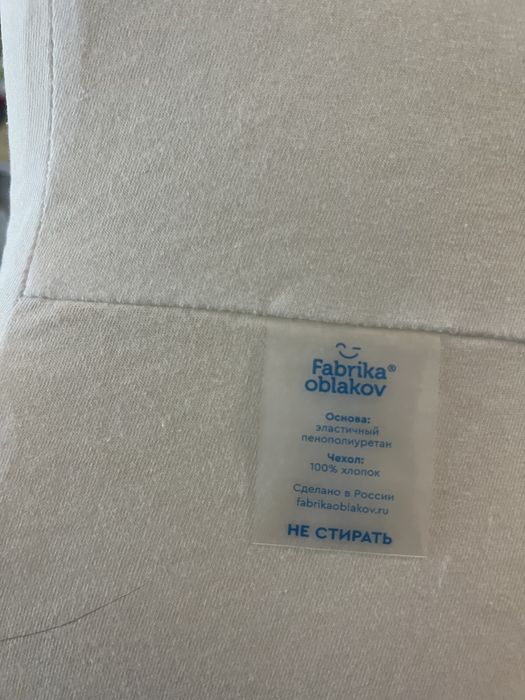 Fabrika®
oblakov
Основа:
эластичный
пенополиуретан
Чехол:
100% хлопок
Сделано в России
fabrikaoblakov.ru
НЕ СТИРАТЬ